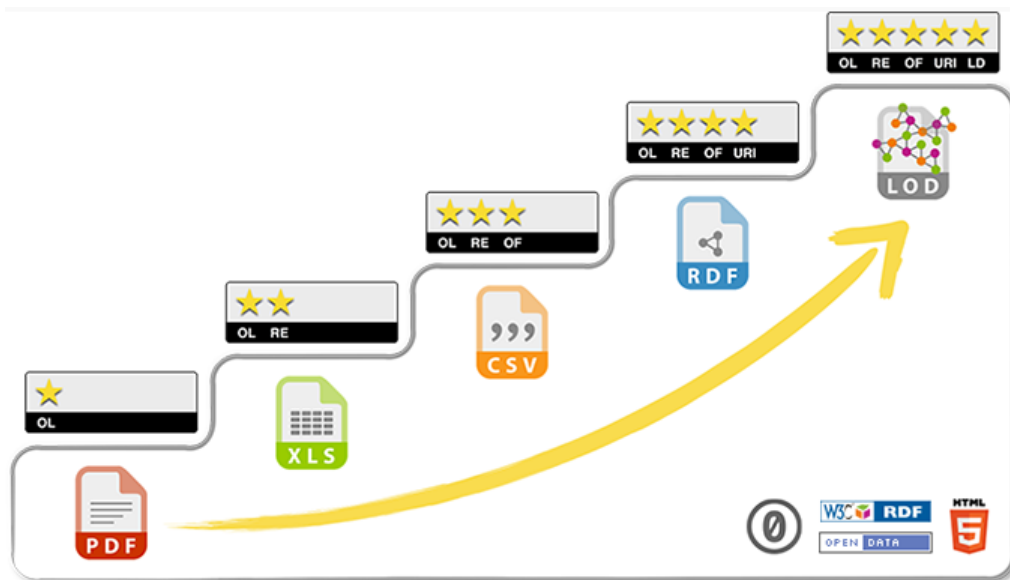 OL RE OF URI LD
OL RE OF URI
LOD
OL RE OF
RDF
OL RE
CSV
OL
XLS
PDF
0
W3C RDF
OPEN DATA
HTML
5